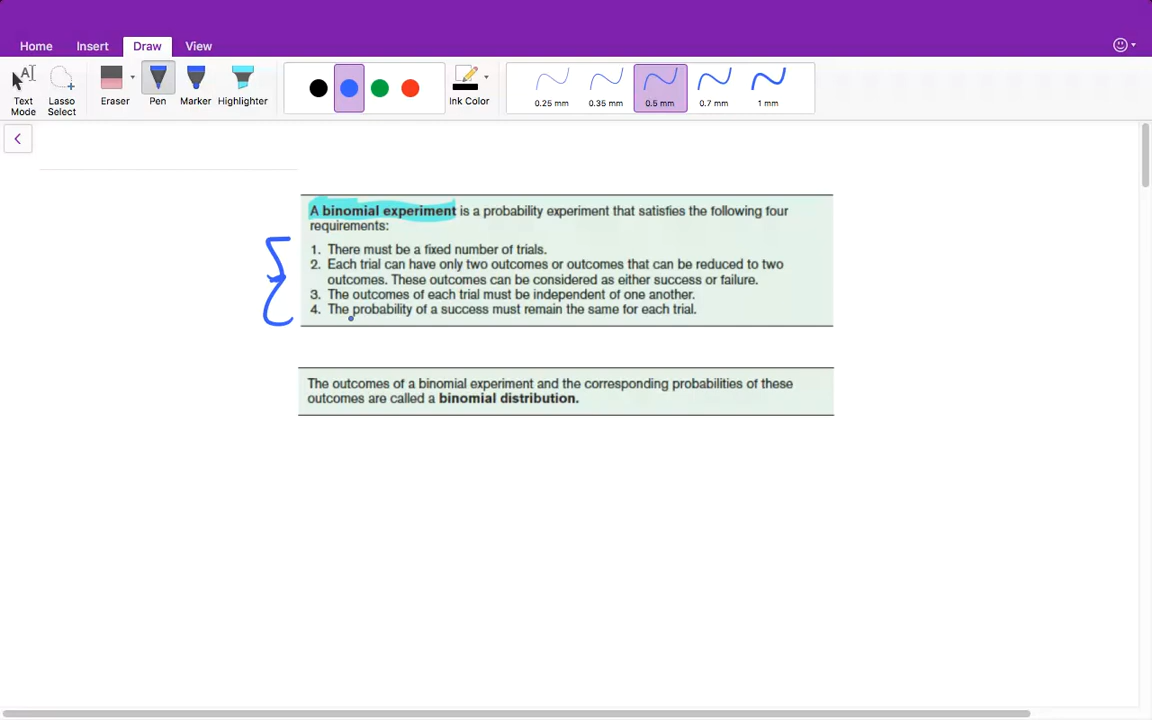 Home Insert Draw View
Text Mode
Lasso Select
Eraser
Pen
Marker
Highlighter
Ink Color
0.25 mm
0.35 mm
0.5 mm
0.7 mm
1 mm
A binomial experiment is a probability experiment that satisfies the following four
requirements:
1. There must be a fixed number of trials.
2. Each trial can have only two outcomes or outcomes that can be reduced to two
outcomes. These outcomes can be considered as either success or failure.
3. The outcomes of each trial must be independent of one another.
4. The probability of a success must remain the same for each trial.
The outcomes of a binomial experiment and the corresponding probabilities of these
outcomes are called a binomial distribution.